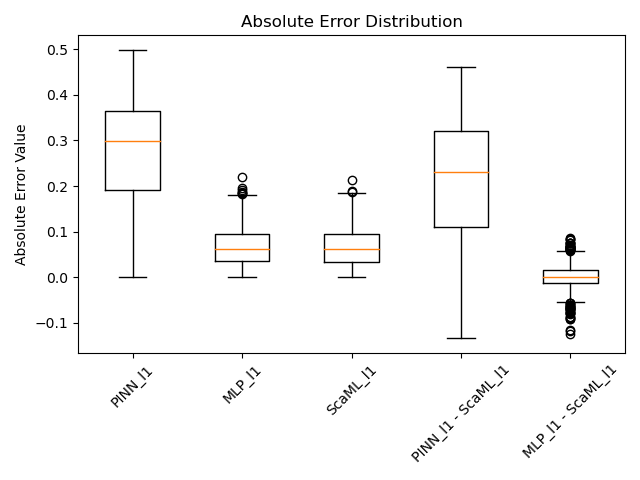 Absolute Error Distribution
Absolute Error Value
0.5
0.4
0.3
0.2
0.1
0.0
−0.1
PINN_l1
MLP_l1
ScaML_l1
PINN_l1 - ScaML_l1
MLP_l1 - ScaML_l1